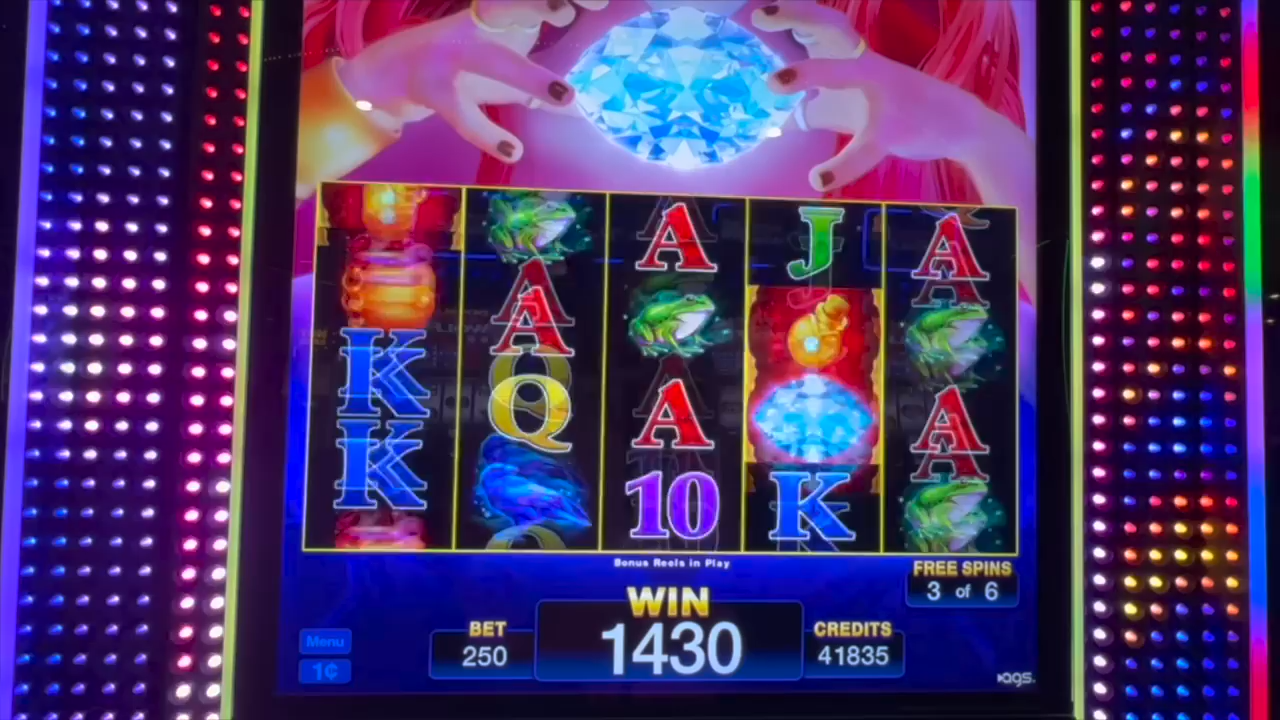 A J A
A
K A
Q A
K 10 K
Bonus Reels in Play
FREE SPINS
3 of 6
WIN
1430
BET
250
CREDITS
41835
Menu
1¢
ags.